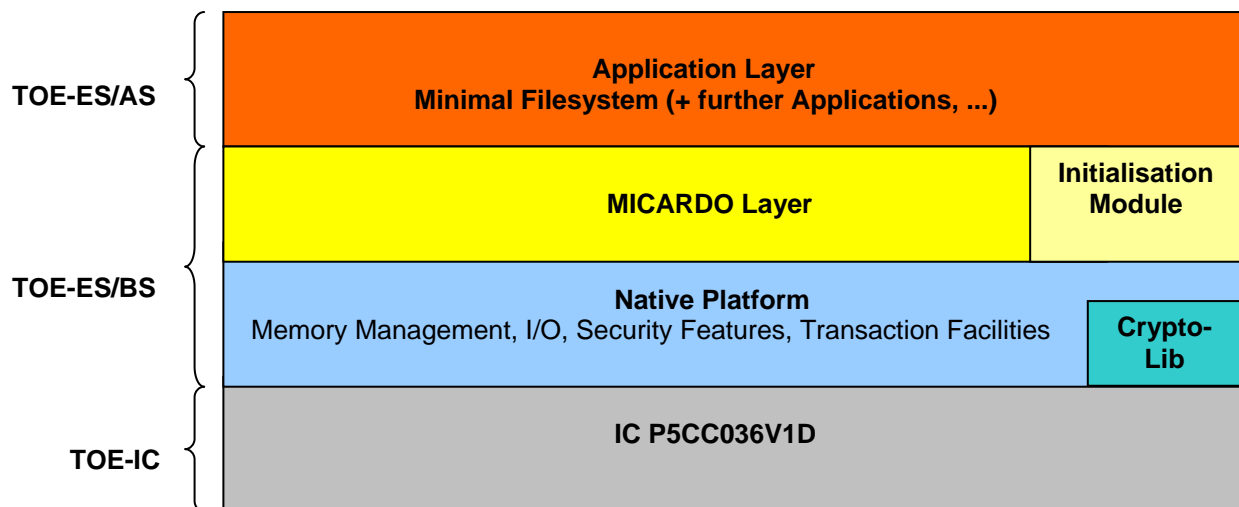 TOE-ES/AS
Application Layer
Minimal Filesystem (+ further Applications, ...)
TOE-ES/BS
MICARDO Layer
Initialisation
Module
Native Platform
Memory Management, I/O, Security Features, Transaction Facilities
Crypto-
Lib
TOE-IC
IC P5CC036V1D